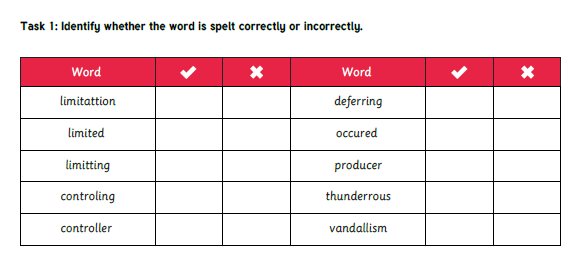 Task 1: Identify whether the word is spelt correctly or incorrectly.
Word ✔ ✖ Word ✔ ✖
limitattion deferring
limited occured
limitting producer
controling thunderrous
controller vandallism